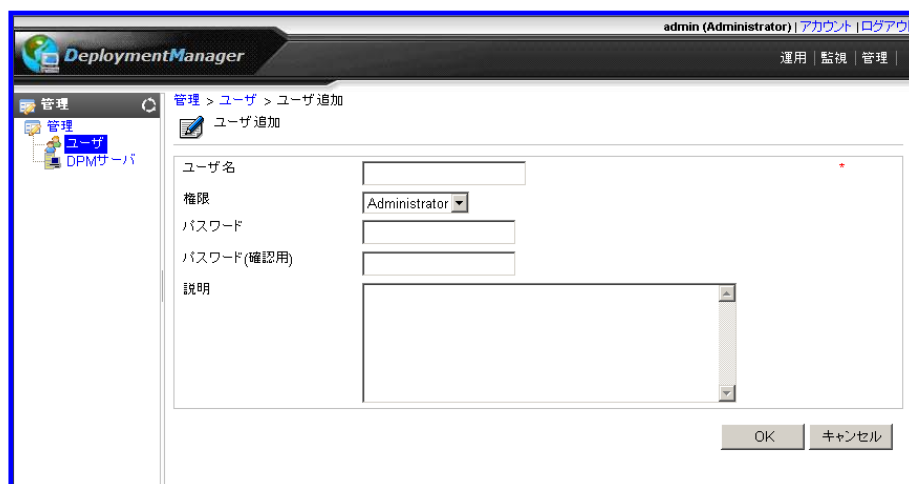 admin (Administrator) | アカウント | ログアウ
DeploymentManager
運用 | 監視 | 管理 |
管理
管理
ユーザ
DPMサーバ
管理 > ユーザ > ユーザ追加
ユーザ追加
ユーザ名 *
権限 Administrator
パスワード
パスワード(確認用)
説明
OK キャンセル